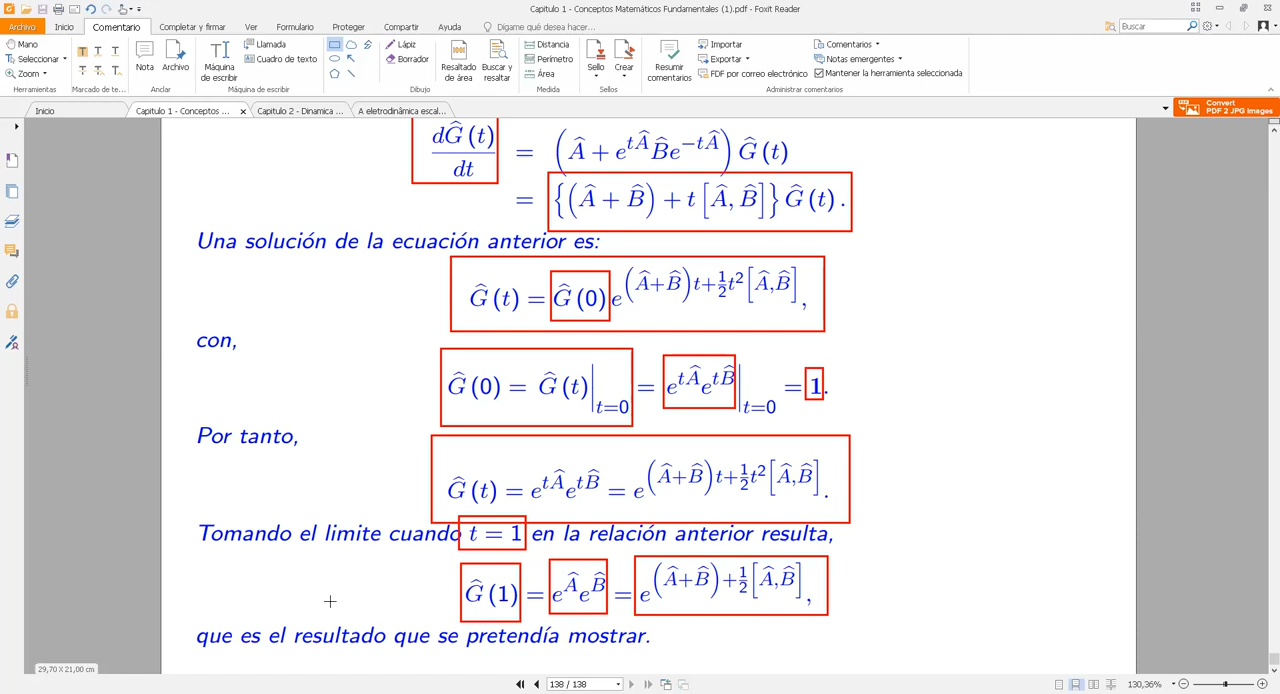 Capitulo 1 - Conceptos Matemáticos Fundamentales (1).pdf - Foxit Reader
Archivo Inicio Comentario Completar y firmar Ver Formulario Proteger Compartir Ayuda Dígame qué desea hacer... Buscar
Mano
Seleccionar
Zoom
Herramientas
T T T
T T T
Marcado de te...
Nota Archivo
Anclar
Máquina de escribir
Llamada
Cuadro de texto
Máquina de escribir
Lápiz
Borrador
Dibujo
Resaltado de área
Buscar y resaltar
Distancia
Perímetro
Área
Medida
Sello Crear
Sellos
Resumir comentarios
Importar
Exportar
FDF por correo electrónico
Comentarios
Notas emergentes
Mantener la herramienta seleccionada
Administrar comentarios
Inicio Capitulo 1 - Conceptos ... Capitulo 2 - Dinamica ... A eletrodinâmica escal...
Convert
PDF 2 JPG Images
dĜ(t)/dt = (Â + e^{tÂ}B̂e^{-tÂ}) Ĝ(t)
= {(Â + B̂) + t[Â, B̂]} Ĝ(t).
Una solución de la ecuación anterior es:
Ĝ(t) = Ĝ(0) e^{(Â+B̂)t+½t²[Â,B̂]},
con,
Ĝ(0) = Ĝ(t)|_{t=0} = e^{tÂ}e^{tB̂}|_{t=0} = 1.
Por tanto,
Ĝ(t) = e^{tÂ}e^{tB̂} = e^{(Â+B̂)t+½t²[Â,B̂]}.
Tomando el limite cuando t = 1 en la relación anterior resulta,
Ĝ(1) = e^{Â}e^{B̂} = e^{(Â+B̂)+½[Â,B̂]},
que es el resultado que se pretendía mostrar.
29,70 x 21,00 cm
138 / 138
130,36%